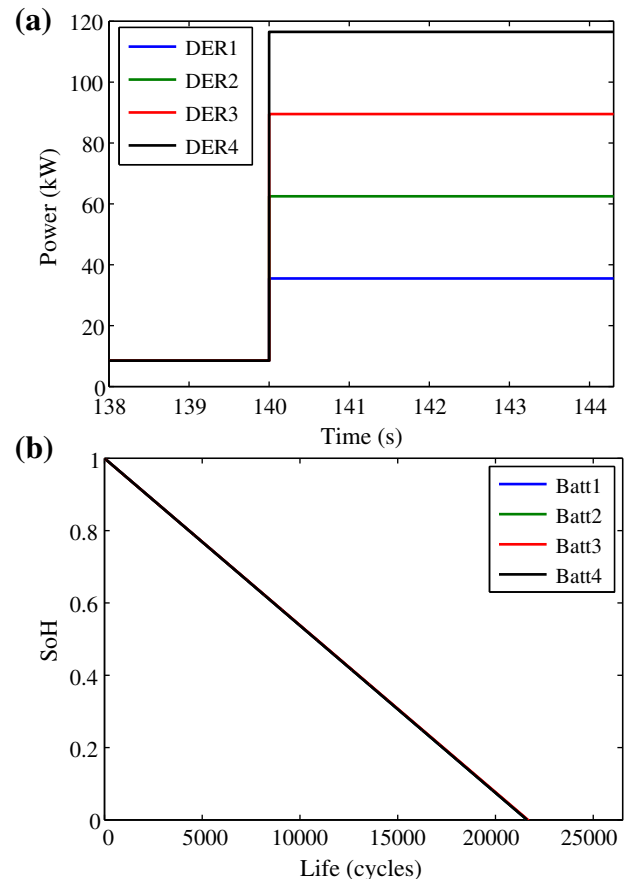 (a)
120
100
80
60
40
20
0
Power (kW)
DER1
DER2
DER3
DER4
138 139 140 141 142 143 144
Time (s)
(b)
1
0.8
0.6
0.4
0.2
0
SoH
Batt1
Batt2
Batt3
Batt4
0 5000 10000 15000 20000 25000
Life (cycles)